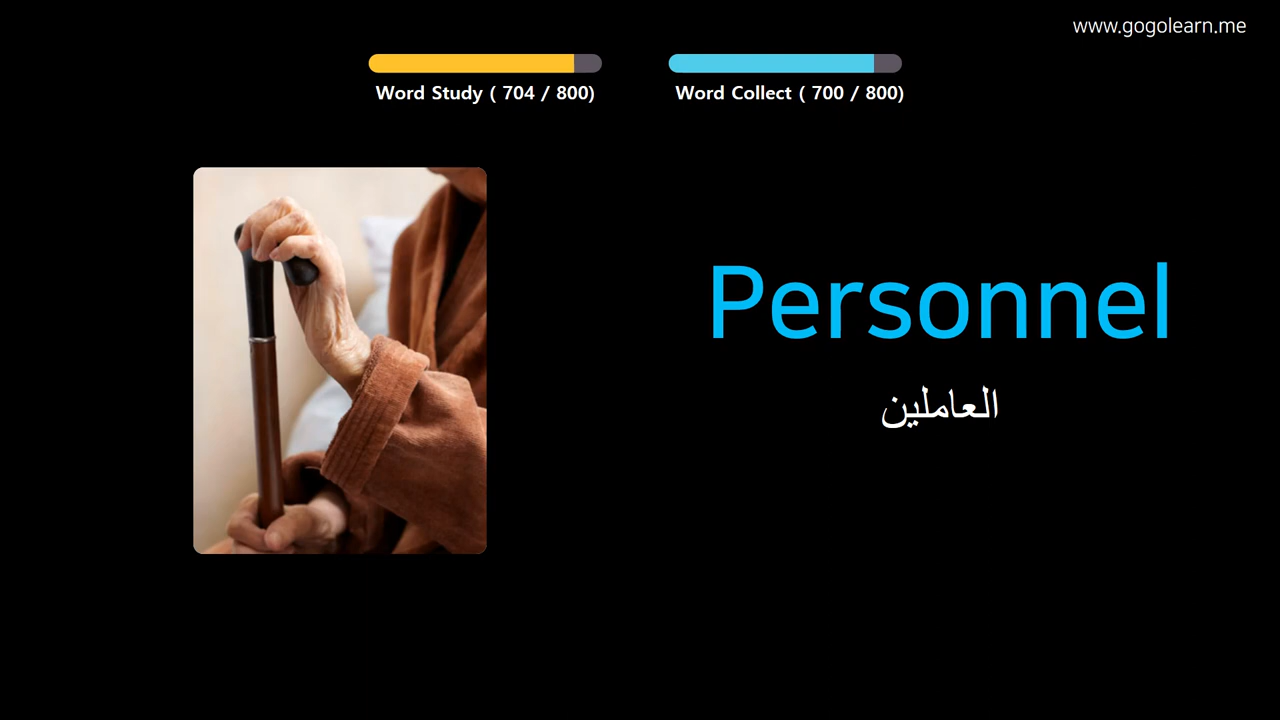 www.gogolearn.me
Word Study ( 704 / 800)
Word Collect ( 700 / 800)
Personnel
العاملين